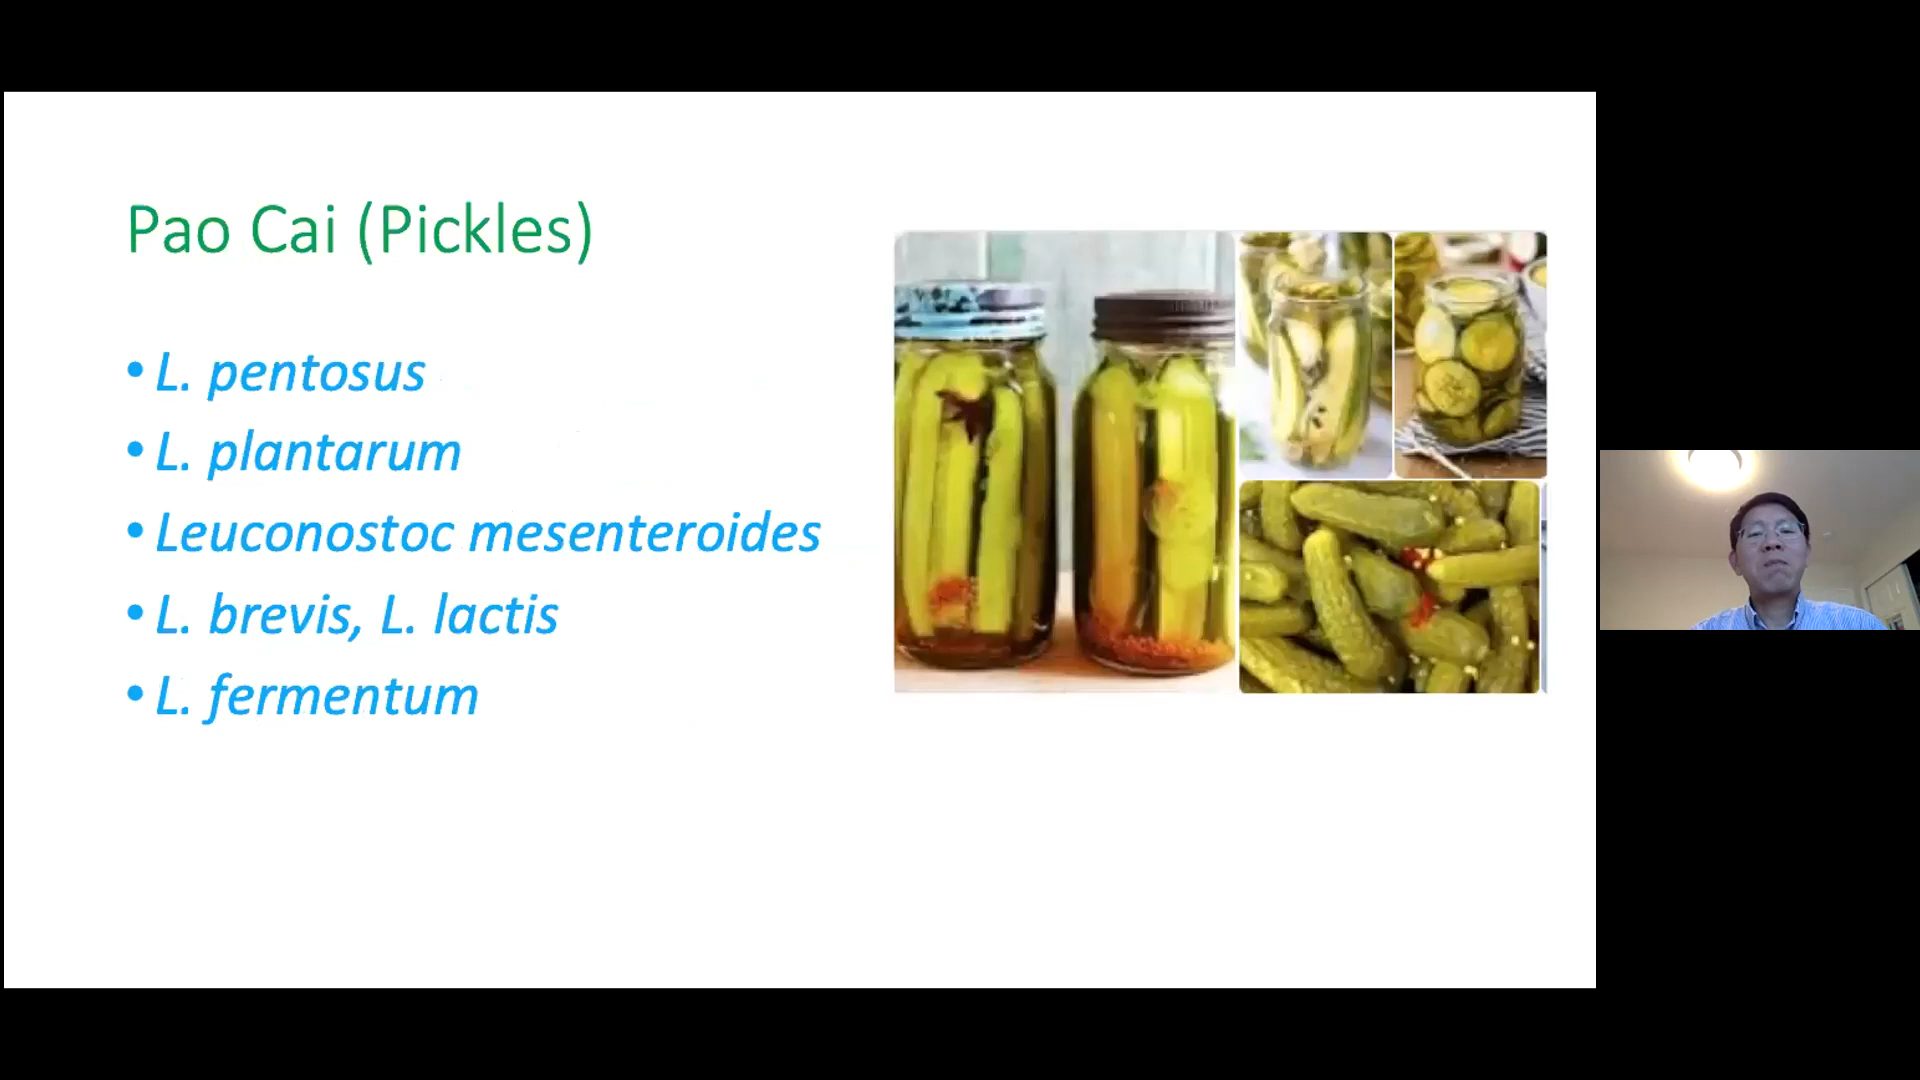 Pao Cai (Pickles)
• L. pentosus
• L. plantarum
• Leuconostoc mesenteroides
• L. brevis, L. lactis
• L. fermentum